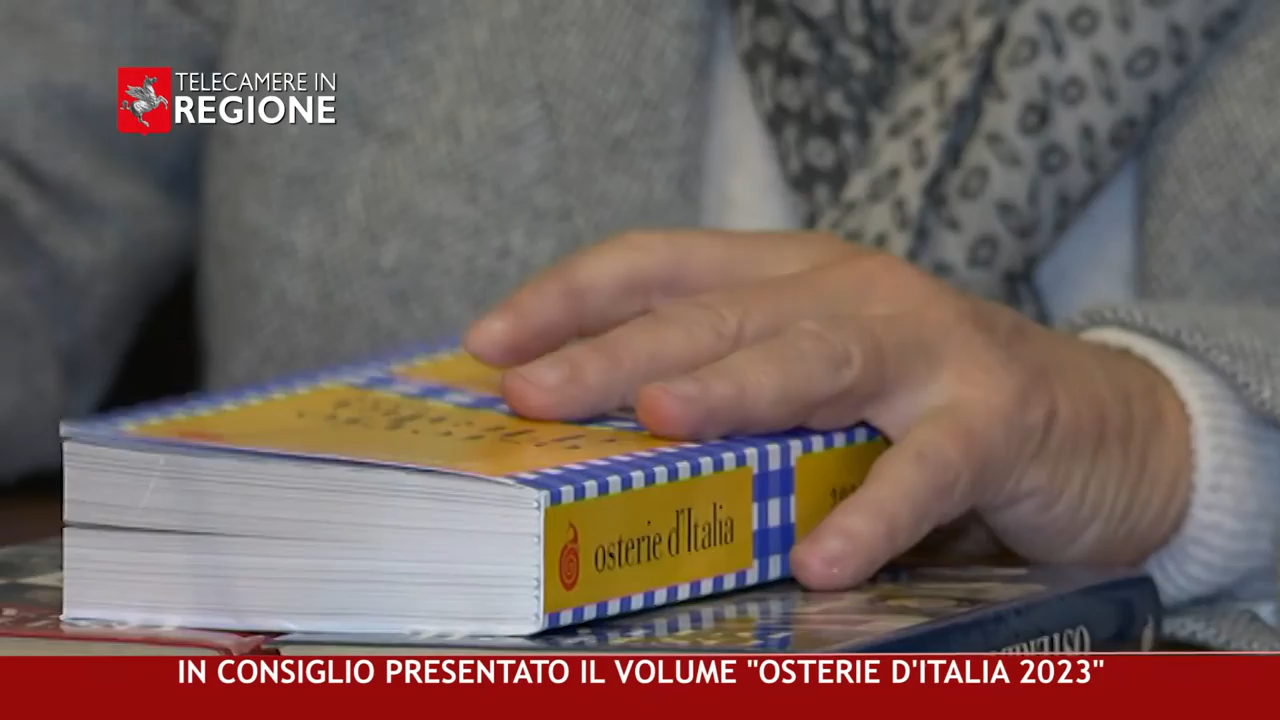 TELECAMERE IN
REGIONE
osterie d'Italia
IN CONSIGLIO PRESENTATO IL VOLUME "OSTERIE D'ITALIA 2023"